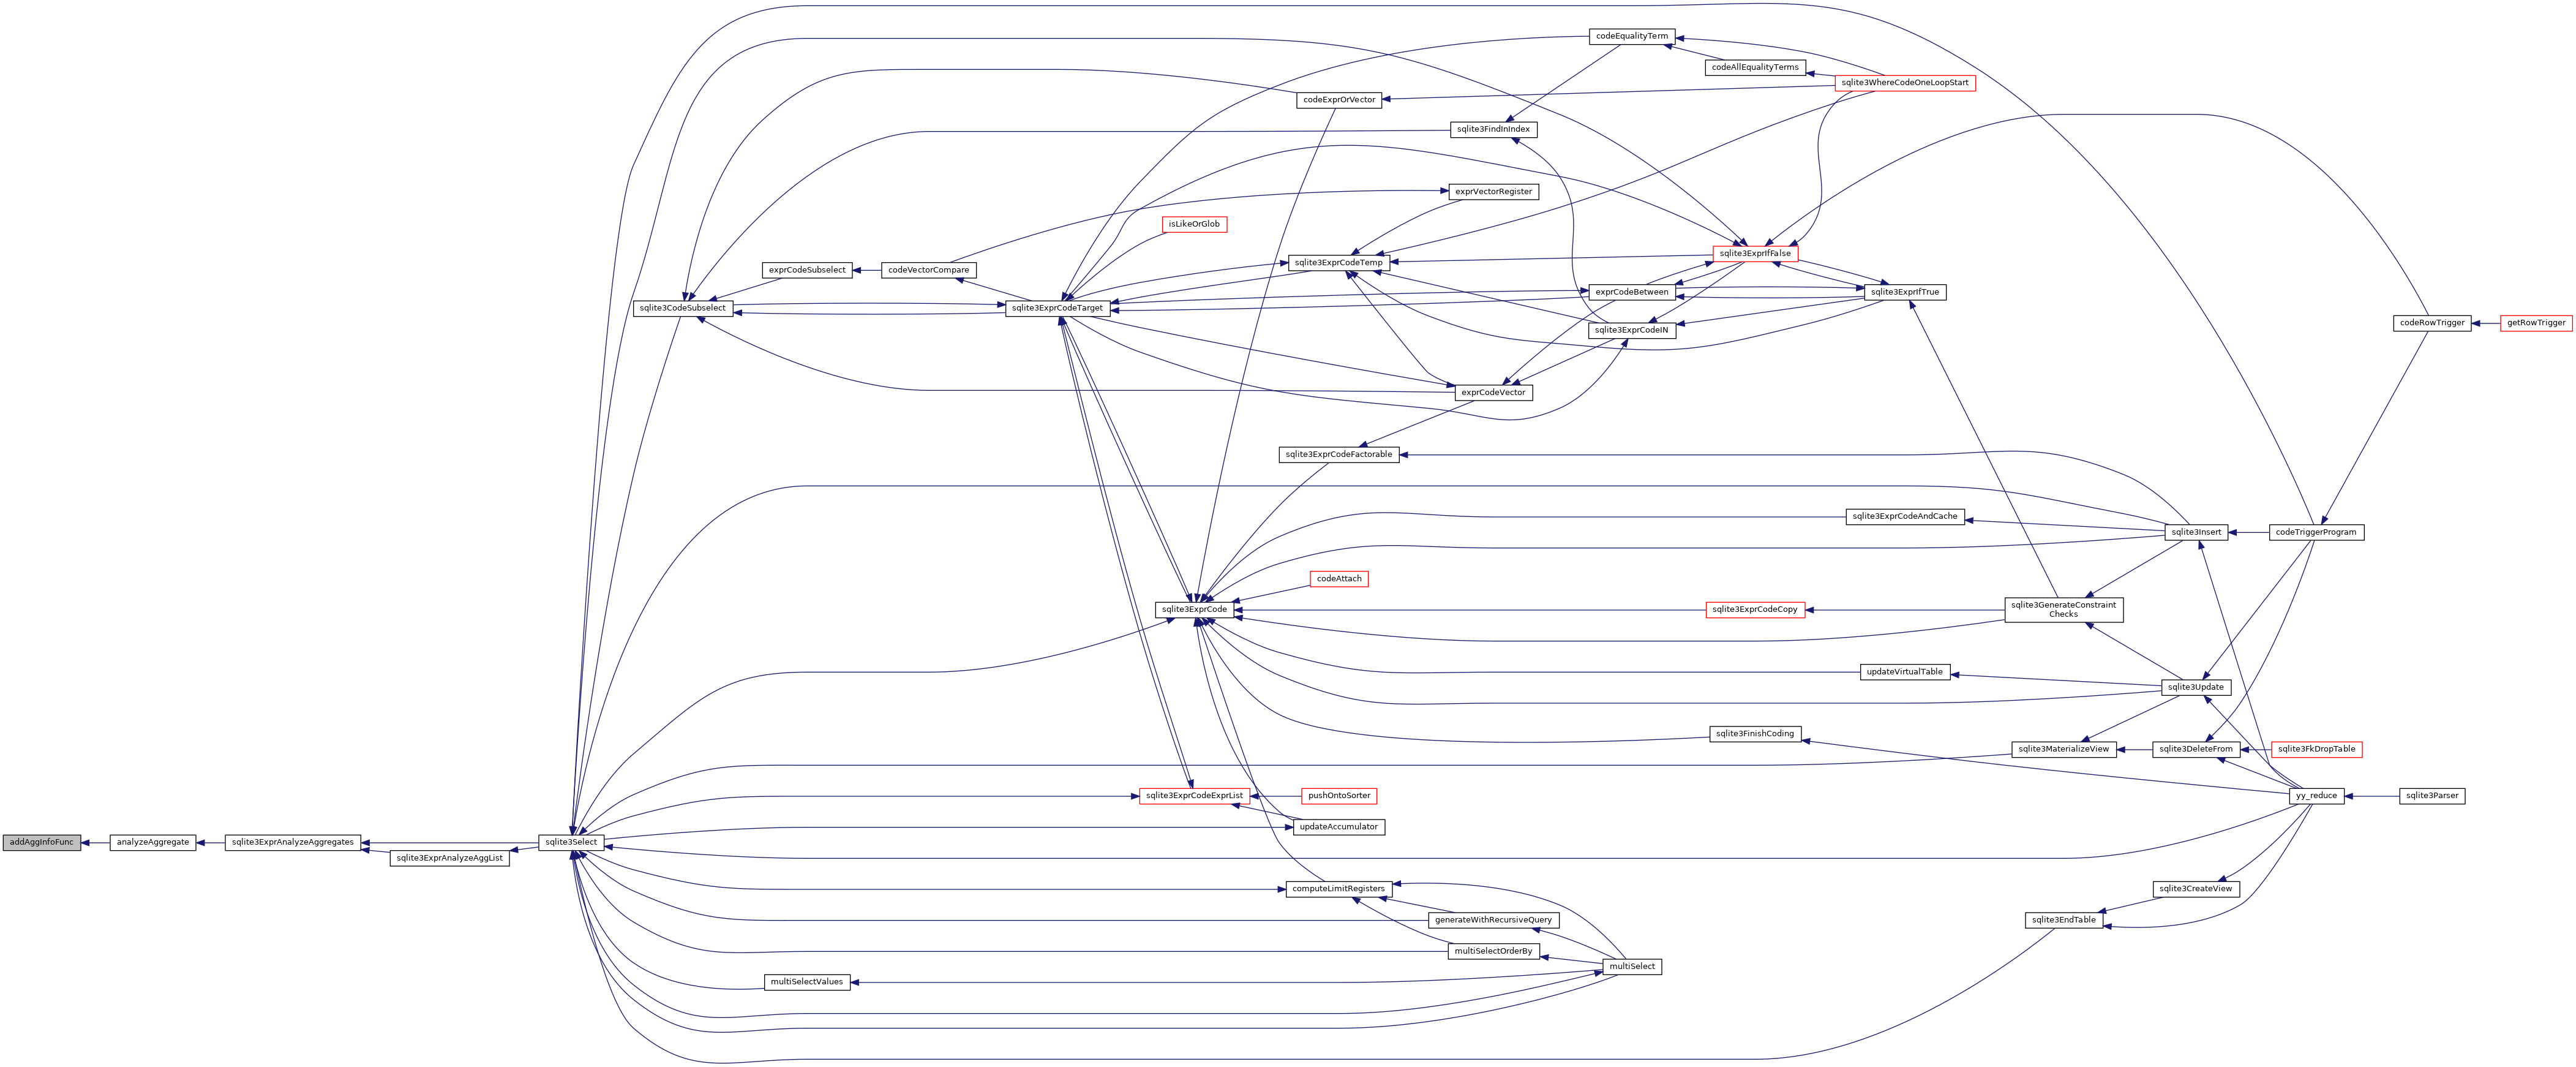 codeEqualityTerm
codeAllEqualityTerms
sqlite3WhereCodeOneLoopStart
codeExprOrVector
sqlite3FindInIndex
exprVectorRegister
isLikeOrGlob
sqlite3ExprIfFalse
sqlite3ExprCodeTemp
exprCodeSubselect
codeVectorCompare
exprCodeBetween
sqlite3ExprIfTrue
sqlite3CodeSubselect
sqlite3ExprCodeTarget
codeRowTrigger
getRowTrigger
sqlite3ExprCodeIN
exprCodeVector
sqlite3ExprCodeFactorable
sqlite3ExprCodeAndCache
sqlite3Insert
codeTriggerProgram
codeAttach
sqlite3ExprCode
sqlite3ExprCodeCopy
sqlite3GenerateConstraint
Checks
updateVirtualTable
sqlite3Update
sqlite3FinishCoding
sqlite3MaterializeView
sqlite3DeleteFrom
sqlite3FkDropTable
sqlite3ExprCodeExprList
pushOntoSorter
yy_reduce
sqlite3Parser
updateAccumulator
addAggInfoFunc
analyzeAggregate
sqlite3ExprAnalyzeAggregates
sqlite3ExprAnalyzeAggList
sqlite3Select
computeLimitRegisters
sqlite3CreateView
generateWithRecursiveQuery
sqlite3EndTable
multiSelectOrderBy
multiSelect
multiSelectValues